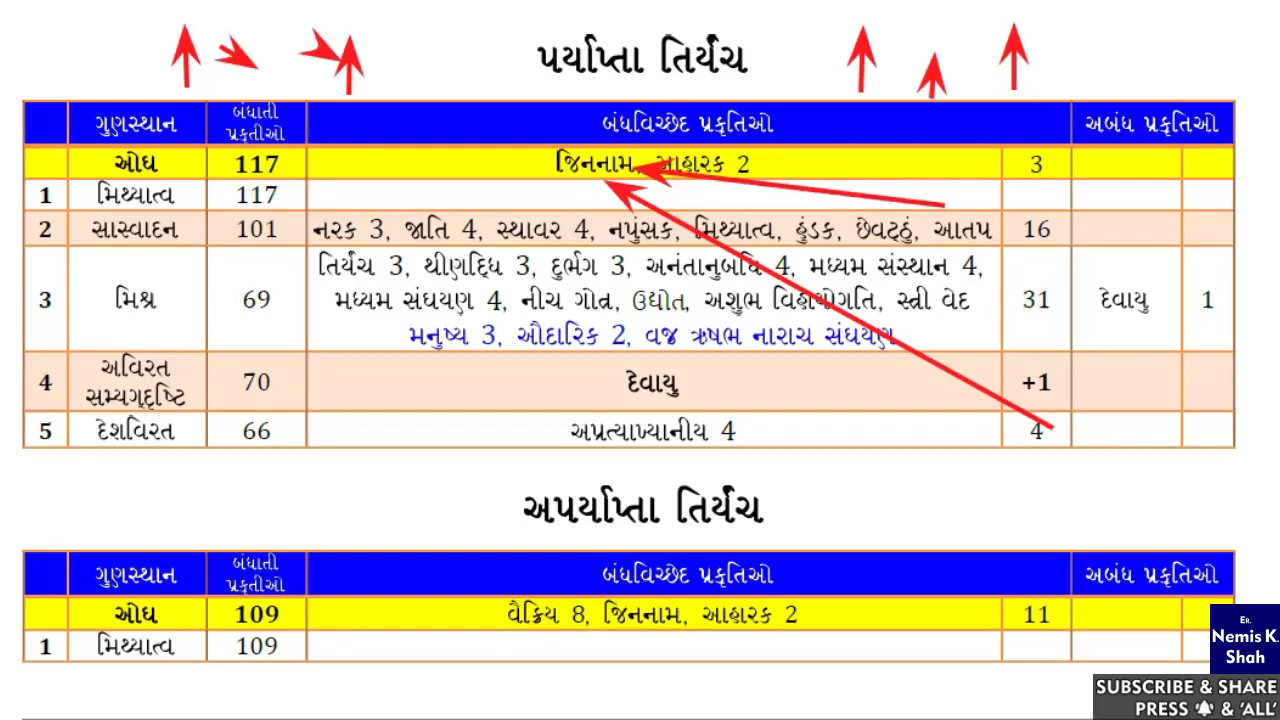 પર્યાપ્તા તિર્યંચ
ગુણસ્થાન બંધાતી પ્રકૃતીઓ બંધવિચ્છેદ પ્રકૃતિઓ અબંધ પ્રકૃતિઓ
ઓઘ 117 જિનનામ, આહારક 2 3
1 મિથ્યાત્વ 117
2 સાસ્વાદન 101 નરક 3, જાતિ 4, સ્થાવર 4, નપુંસક, મિથ્યાત્વ, હુંડક, છેવટ્ઠું, આતપ 16
તિર્યંચ 3, થીણદ્ધિ 3, દુર્ભગ 3, અનંતાનુબંધિ 4, મધ્યમ સંસ્થાન 4,
3 મિશ્ર 69 મધ્યમ સંઘયણ 4, નીચ ગોત્ર, ઉદ્યોત, અશુભ વિહાયોગતિ, સ્ત્રી વેદ 31 દેવાયુ 1
મનુષ્ય 3, ઔદારિક 2, વજ્ર ઋષભ નારાચ સંઘયણ
4 અવિરત સમ્યગ્દૃષ્ટિ 70 દેવાયુ +1
5 દેશવિરત 66 અપ્રત્યાખ્યાનીય 4 4
અપર્યાપ્તા તિર્યંચ
ગુણસ્થાન બંધાતી પ્રકૃતીઓ બંધવિચ્છેદ પ્રકૃતિઓ અબંધ પ્રકૃતિઓ
ઓઘ 109 વૈક્રિય 8, જિનનામ, આહારક 2 11
1 મિથ્યાત્વ 109
Er.
Nemis K.
Shah
SUBSCRIBE & SHARE
PRESS & ‘ALL’